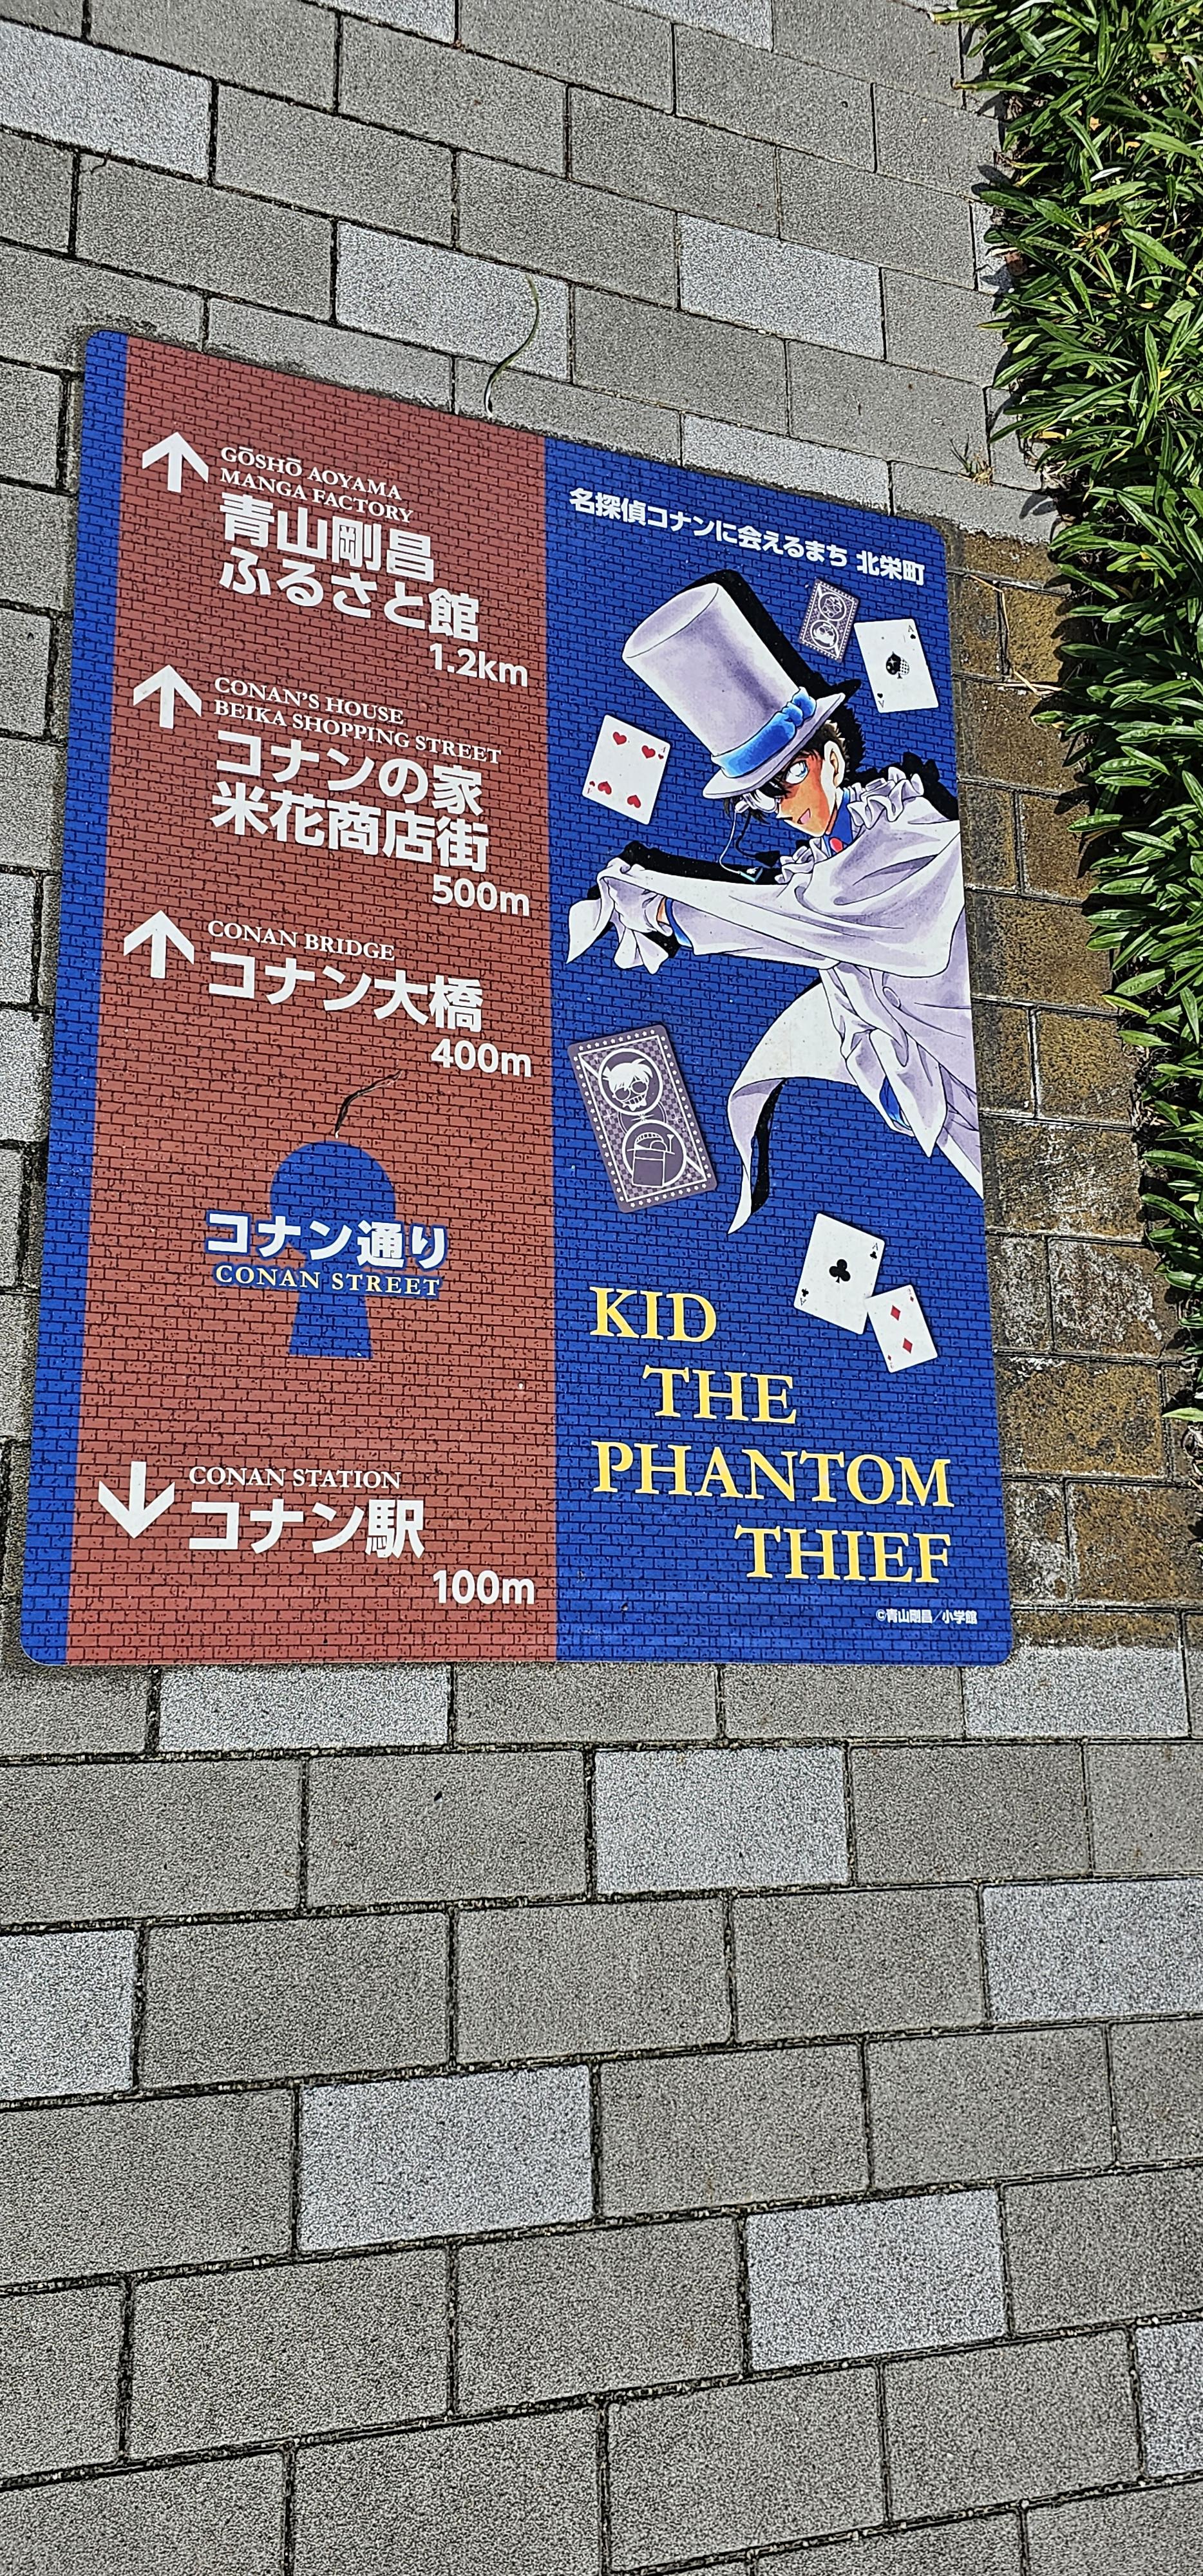 GŌSHŌ AOYAMA
MANGA FACTORY
青山剛昌
ふるさと館
1.2km
CONAN'S HOUSE
BEIKA SHOPPING STREET
コナンの家
米花商店街
500m
CONAN BRIDGE
コナン大橋
400m
コナン通り
CONAN STREET
CONAN STATION
コナン駅
100m
名探偵コナンに会えるまち 北栄町
KID
THE
PHANTOM
THIEF
©青山剛昌/小学館